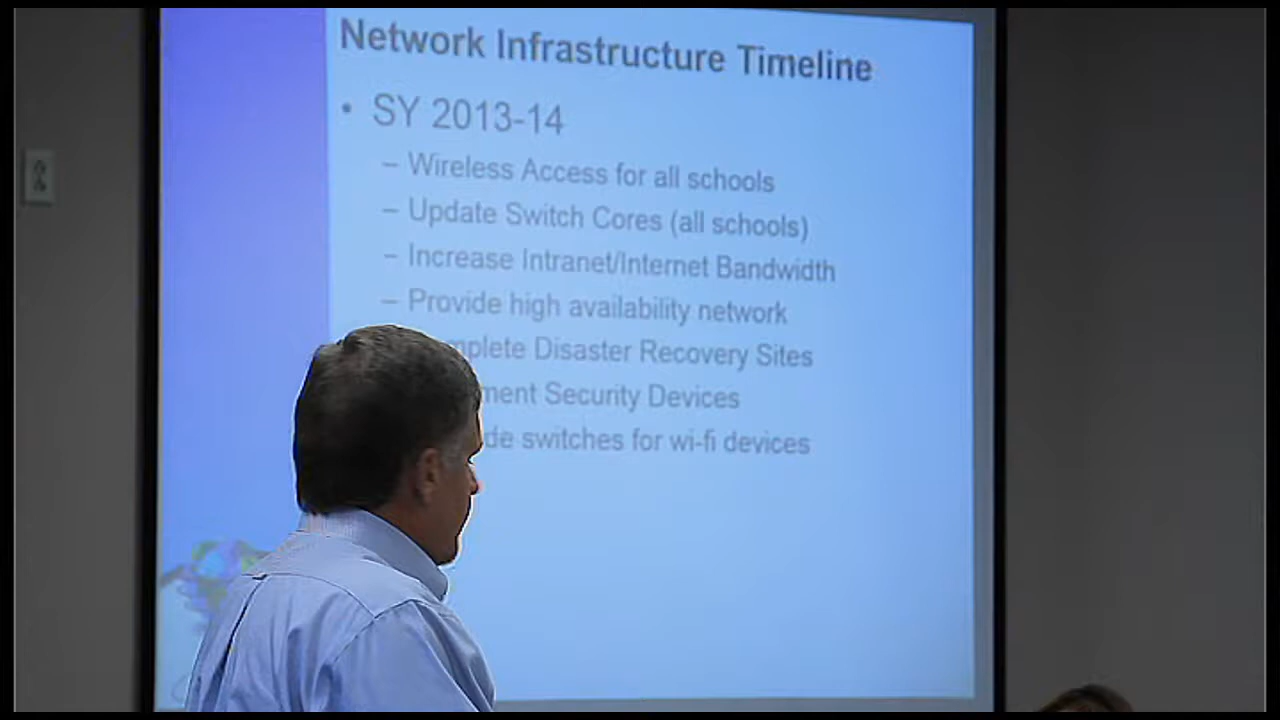 Network Infrastructure Timeline
• SY 2013-14
– Wireless Access for all schools
– Update Switch Cores (all schools)
– Increase Intranet/Internet Bandwidth
– Provide high availability network
mplete Disaster Recovery Sites
ment Security Devices
de switches for wi-fi devices